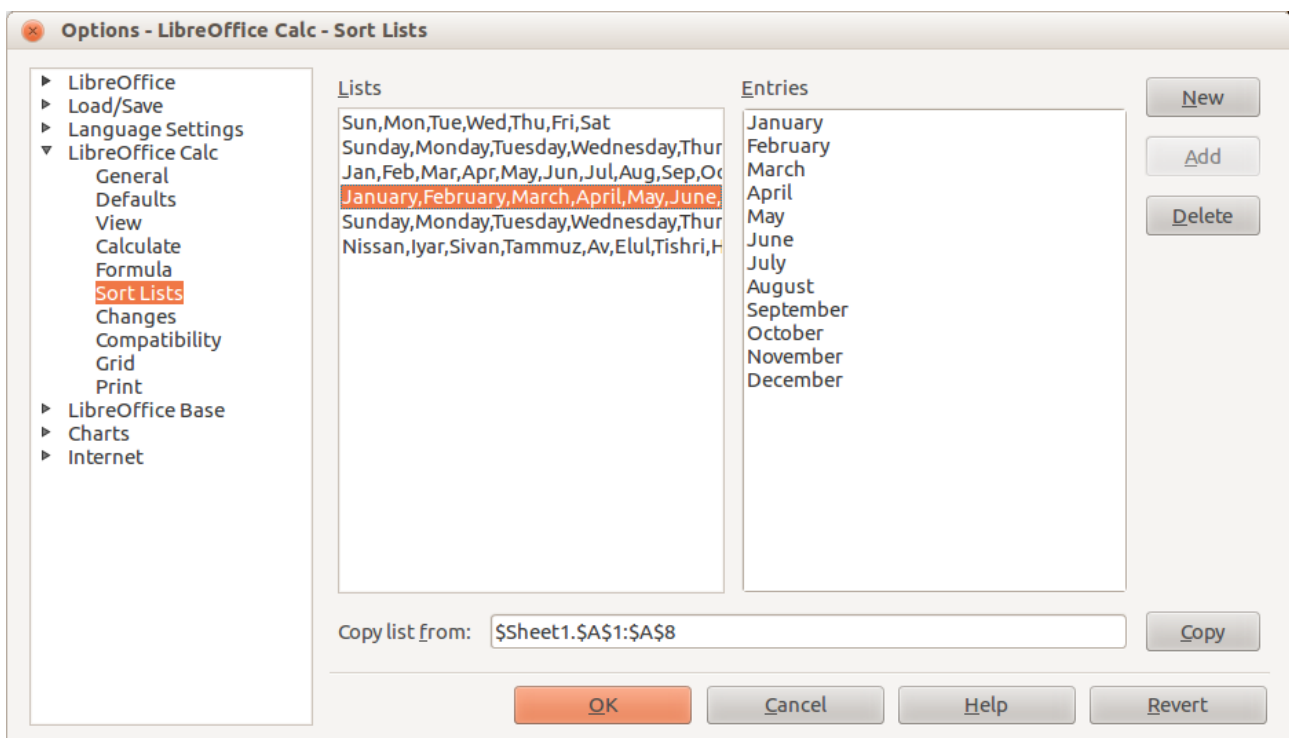 Options - LibreOffice Calc - Sort Lists
LibreOffice
Load/Save
Language Settings
LibreOffice Calc
General
Defaults
View
Calculate
Formula
Sort Lists
Changes
Compatibility
Grid
Print
LibreOffice Base
Charts
Internet
Lists
Sun,Mon,Tue,Wed,Thu,Fri,Sat
Sunday,Monday,Tuesday,Wednesday,Thur
Jan,Feb,Mar,Apr,May,Jun,Jul,Aug,Sep,Oc
January,February,March,April,May,June,
Sunday,Monday,Tuesday,Wednesday,Thur
Nissan,Iyar,Sivan,Tammuz,Av,Elul,Tishri,H
Entries
January
February
March
April
May
June
July
August
September
October
November
December
New
Add
Delete
Copy list from: $Sheet1.$A$1:$A$8 Copy
OK Cancel Help Revert